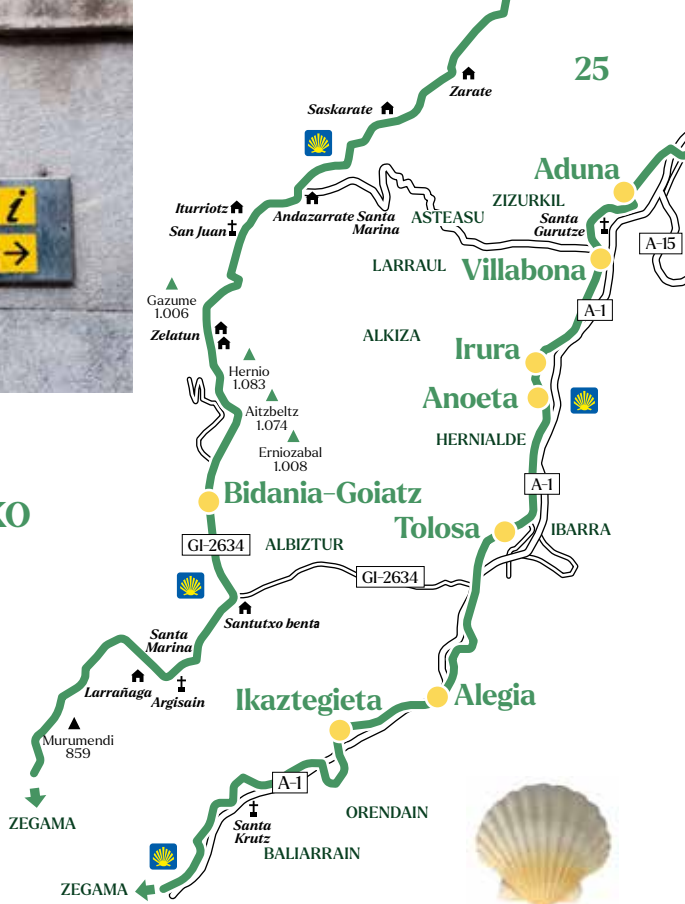 25
Zarate
Saskarate
Aduna
ZIZURKIL
Iturriotz
San Juan
Andazarrate Santa
Marina
ASTEASU
Santa
Gurutze
A-15
i
→
LARRAUL
Villabona
Gazume
1.006
A-1
Zelatun
ALKIZA
Irura
Hernio
1.083
Anoeta
Aitzbeltz
1.074
Erniozabal
1.008
HERNIALDE
A-1
Bidania-Goiatz
KO
Tolosa
IBARRA
GI-2634
ALBIZTUR
GI-2634
Santutxo benta
Santa
Marina
Larrañaga
Argisain
Ikaztegieta
Alegia
Murumendi
859
A-1
ORENDAIN
ZEGAMA
Santa
Krutz
BALIARRAIN
ZEGAMA